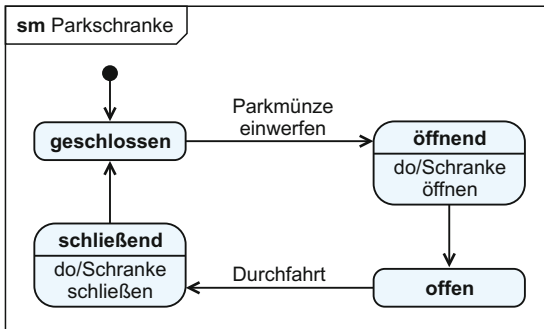 sm Parkschranke
Parkmünze
einwerfen
geschlossen
öffnend
do/Schranke
öffnen
schließend
do/Schranke
schließen
Durchfahrt
offen